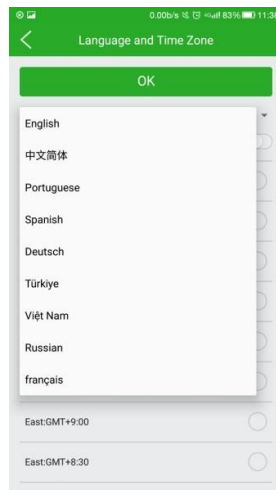 0.00b/s 83% 11:36
Language and Time Zone
OK
English
中文简体
Portuguese
Spanish
Deutsch
Türkiye
Việt Nam
Russian
français
East:GMT+9:00
East:GMT+8:30